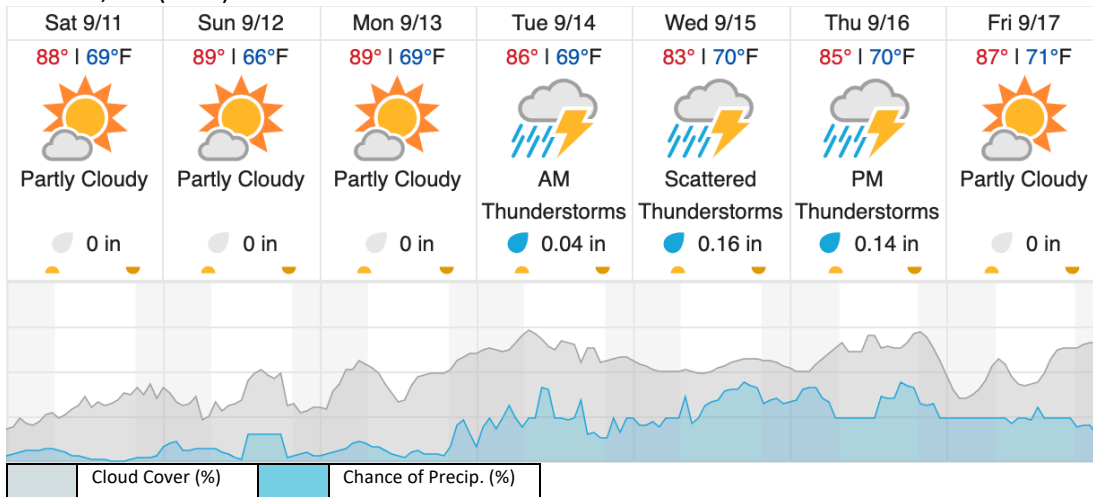 Sat 9/11 Sun 9/12 Mon 9/13 Tue 9/14 Wed 9/15 Thu 9/16 Fri 9/17
88° | 69°F 89° | 66°F 89° | 69°F 86° | 69°F 83° | 70°F 85° | 70°F 87° | 71°F
Partly Cloudy Partly Cloudy Partly Cloudy AM Scattered PM Partly Cloudy
Thunderstorms Thunderstorms Thunderstorms
0 in 0 in 0 in 0.04 in 0.16 in 0.14 in 0 in
Cloud Cover (%) Chance of Precip. (%)